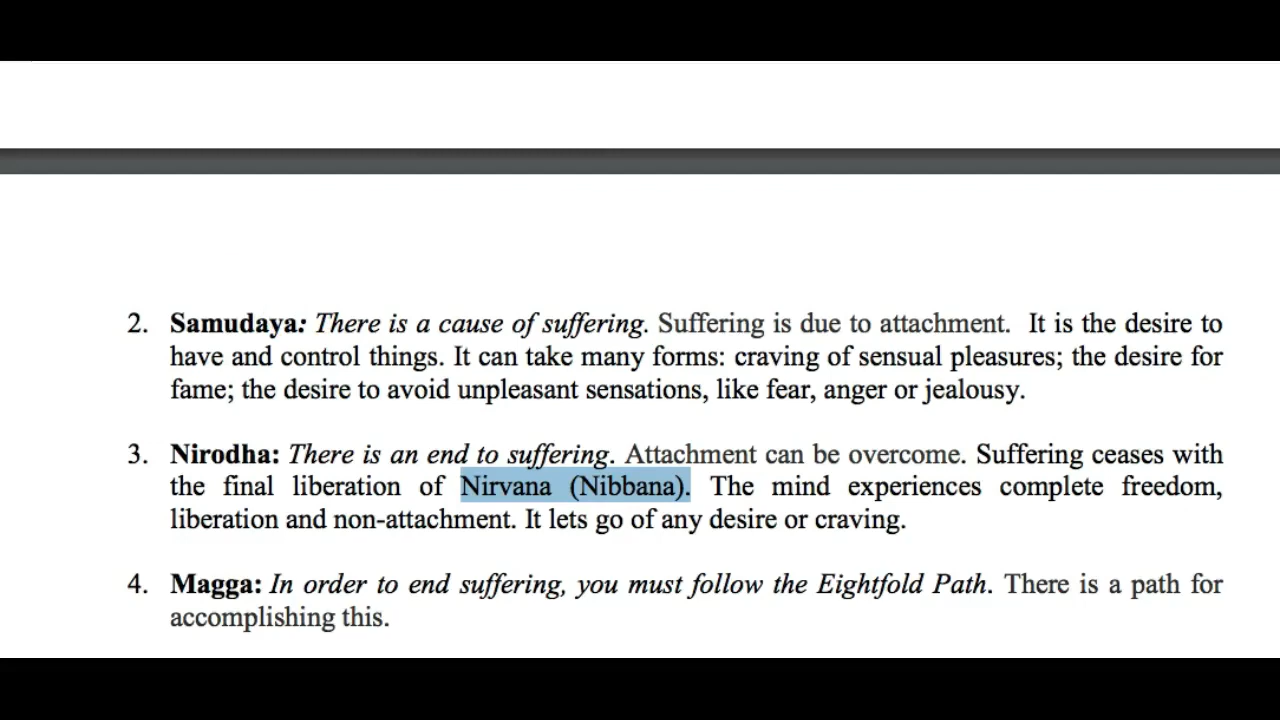 2. Samudaya: There is a cause of suffering. Suffering is due to attachment. It is the desire to
have and control things. It can take many forms: craving of sensual pleasures; the desire for
fame; the desire to avoid unpleasant sensations, like fear, anger or jealousy.
3. Nirodha: There is an end to suffering. Attachment can be overcome. Suffering ceases with
the final liberation of Nirvana (Nibbana). The mind experiences complete freedom,
liberation and non-attachment. It lets go of any desire or craving.
4. Magga: In order to end suffering, you must follow the Eightfold Path. There is a path for
accomplishing this.